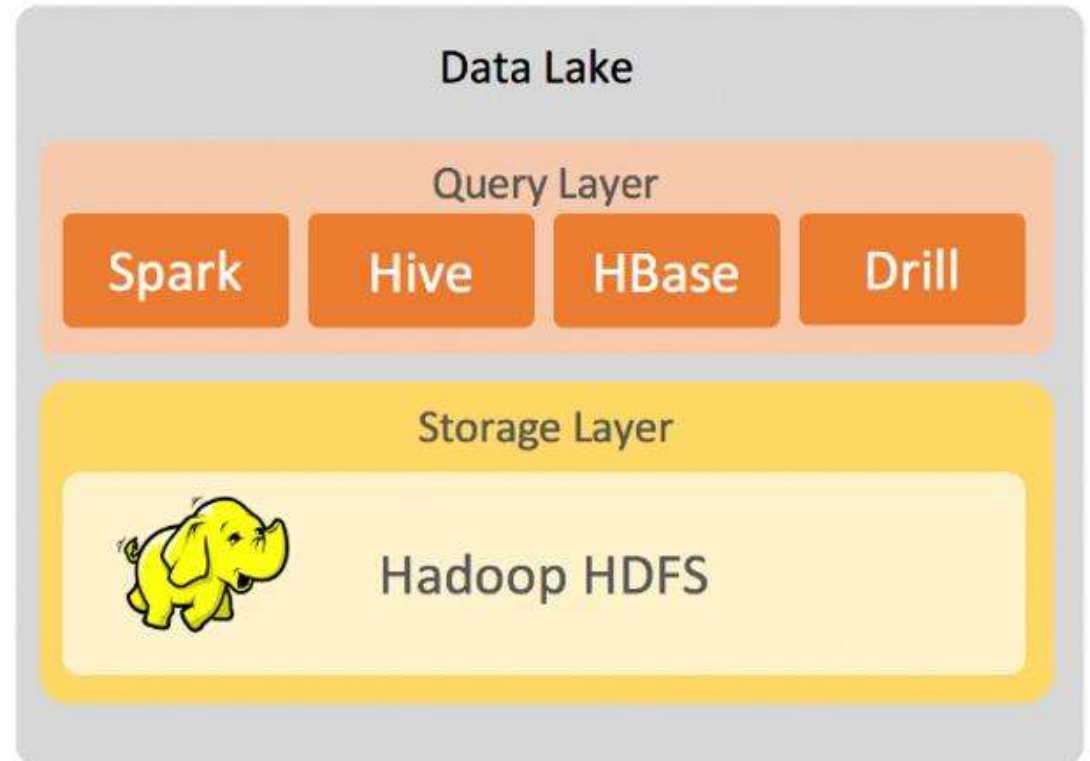 Data Lake
Query Layer
Spark Hive HBase Drill
Storage Layer
Hadoop HDFS